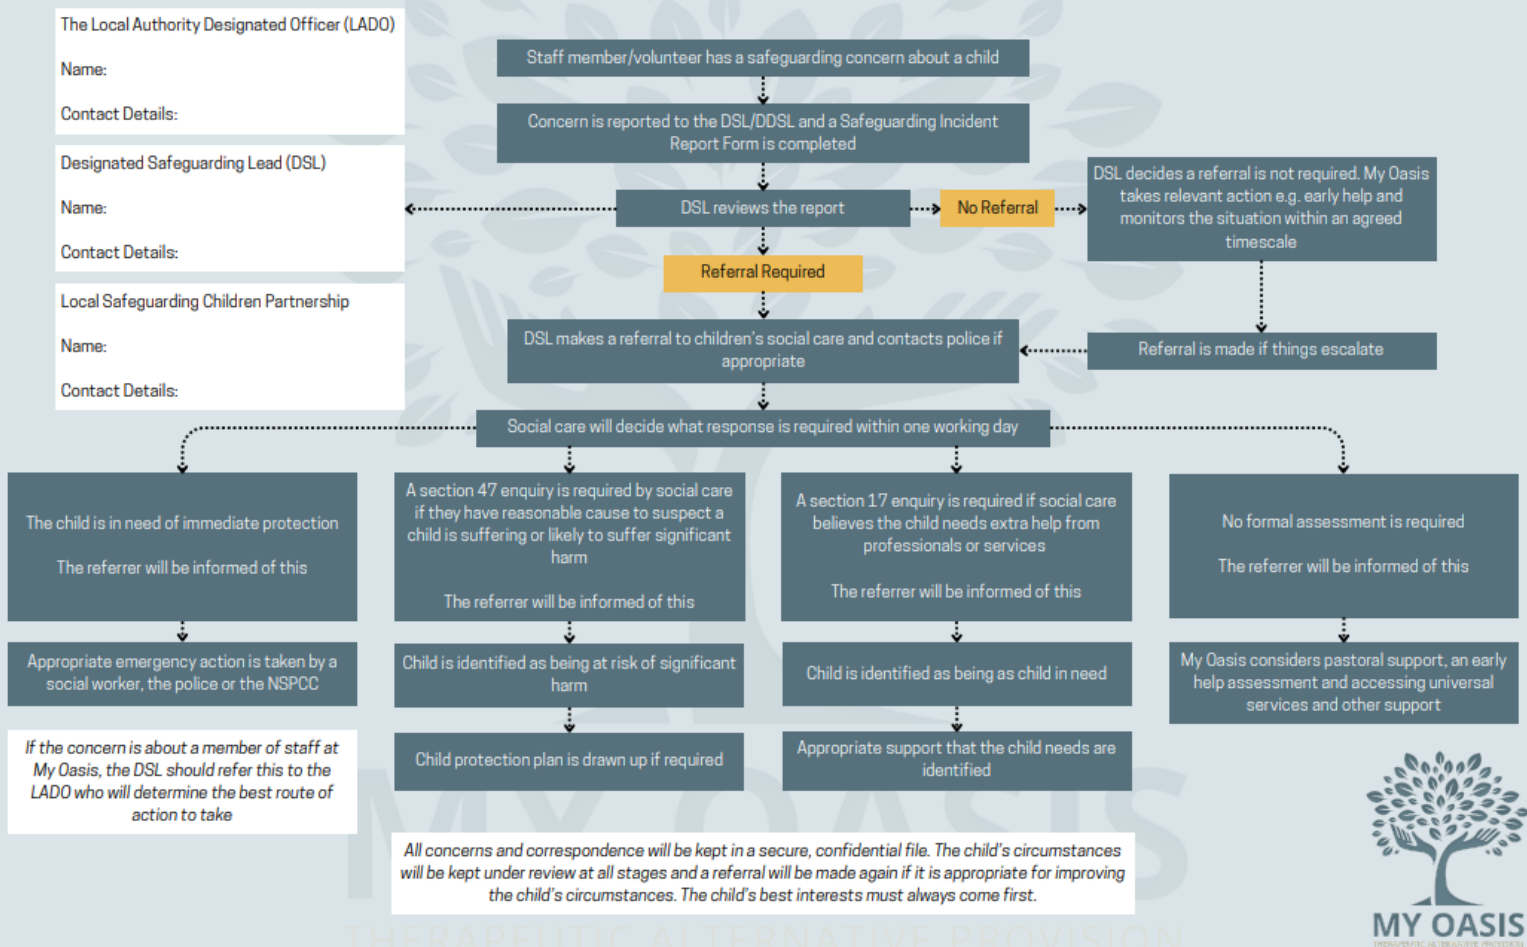 The Local Authority Designated Officer (LADO)
Name:
Contact Details:
Designated Safeguarding Lead (DSL)
Name:
Contact Details:
Local Safeguarding Children Partnership
Name:
Contact Details:
Staff member/volunteer has a safeguarding concern about a child
Concern is reported to the DSL/DDSL and a Safeguarding Incident
Report Form is completed
DSL reviews the report
No Referral
DSL decides a referral is not required. My Oasis
takes relevant action e.g. early help and
monitors the situation within an agreed
timescale
Referral Required
DSL makes a referral to children's social care and contacts police if
appropriate
Referral is made if things escalate
Social care will decide what response is required within one working day
The child is in need of immediate protection
The referrer will be informed of this
A section 47 enquiry is required by social care
if they have reasonable cause to suspect a
child is suffering or likely to suffer significant
harm
The referrer will be informed of this
A section 17 enquiry is required if social care
believes the child needs extra help from
professionals or services
The referrer will be informed of this
No formal assessment is required
The referrer will be informed of this
Appropriate emergency action is taken by a
social worker, the police or the NSPCC
Child is identified as being at risk of significant
harm
Child is identified as being as child in need
My Oasis considers pastoral support, an early
help assessment and accessing universal
services and other support
Child protection plan is drawn up if required
Appropriate support that the child needs are
identified
If the concern is about a member of staff at
My Oasis, the DSL should refer this to the
LADO who will determine the best route of
action to take
All concerns and correspondence will be kept in a secure, confidential file. The child's circumstances
will be kept under review at all stages and a referral will be made again if it is appropriate for improving
the child's circumstances. The child's best interests must always come first.
MY OASIS
THERAPEUTIC ALTERNATIVE PROVISION
MY OASIS
THERAPEUTIC ALTERNATIVE PROVISION